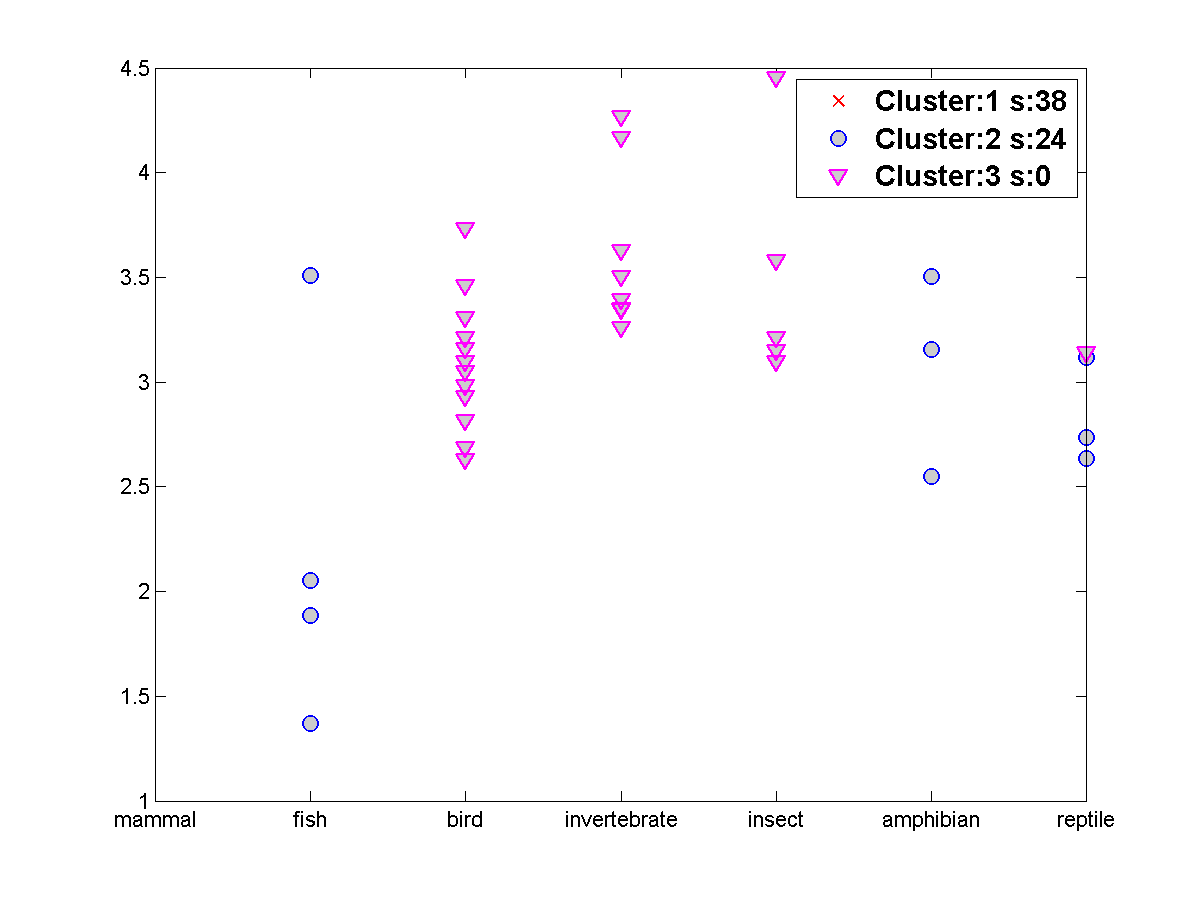 4.5
4
3.5
3
2.5
2
1.5
1
Cluster:1 s:38
Cluster:2 s:24
Cluster:3 s:0
mammal fish bird invertebrate insect amphibian reptile